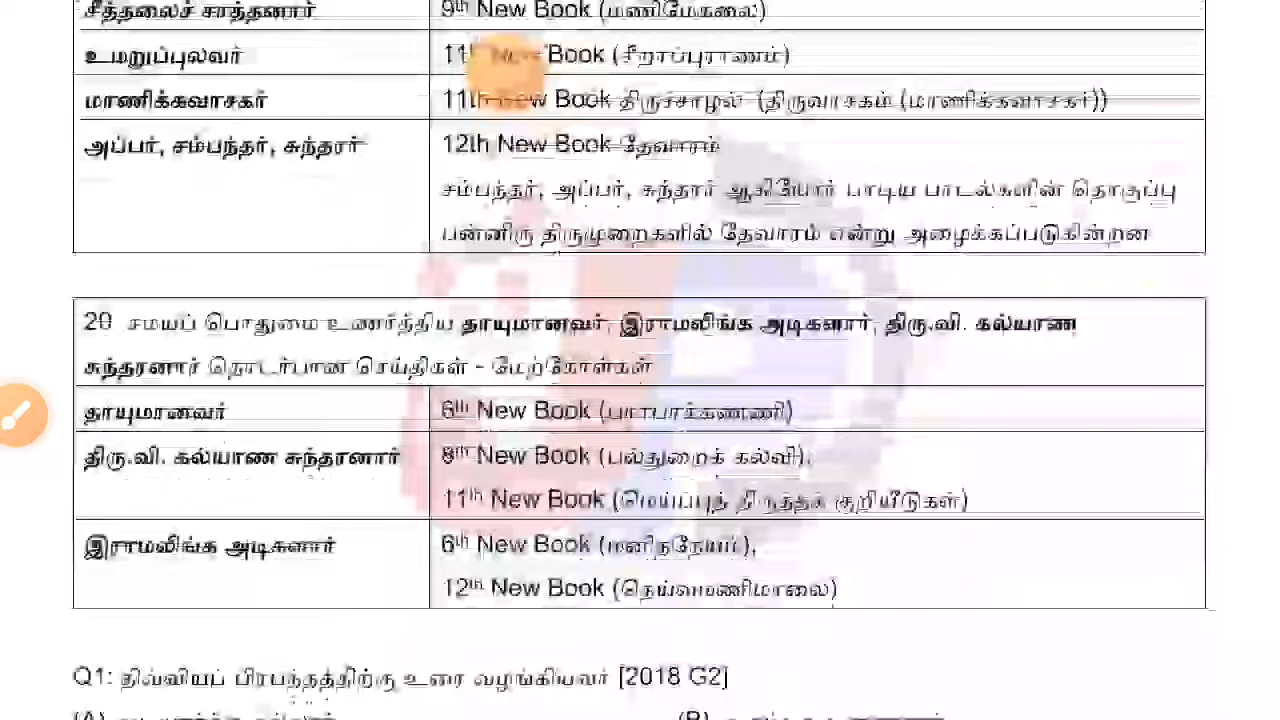 சீத்தலைச் சாத்தனார் 9th New Book (மணிமேகலை)
உமறுப்புலவர் 11th New Book (சீறாப்புராணம்)
மாணிக்கவாசகர் 11th New Book திருச்சாழல் (திருவாசகம் (மாணிக்கவாசகர்))
அப்பர், சம்பந்தர், சுந்தரர் 12th New Book தேவாரம்
சம்பந்தர், அப்பர், சுந்தரர் ஆகியோர் பாடிய பாடல்களின் தொகுப்பு
பன்னிரு திருமுறைகளில் தேவாரம் என்று அழைக்கப்படுகின்றன
20 சமயப் பொதுமை உணர்த்திய தாயுமானவர், இராமலிங்க அடிகளார், திரு.வி. கல்யாண
சுந்தரனார் தொடர்பான செய்திகள் - மேற்கோள்கள்
தாயுமானவர் 6th New Book (பராபரக்கண்ணி)
திரு.வி. கல்யாண சுந்தரனார் 8th New Book (பல்துறைக் கல்வி),
11th New Book (மெய்ப்புத் திருத்தக் குறியீடுகள்)
இராமலிங்க அடிகளார் 6th New Book (மனிதநேயம்),
12th New Book (தெய்வமணிமாலை)
Q1: திவ்வியப் பிரபந்தத்திற்கு உரை வழங்கியவர் [2018 G2]
(A) (B)